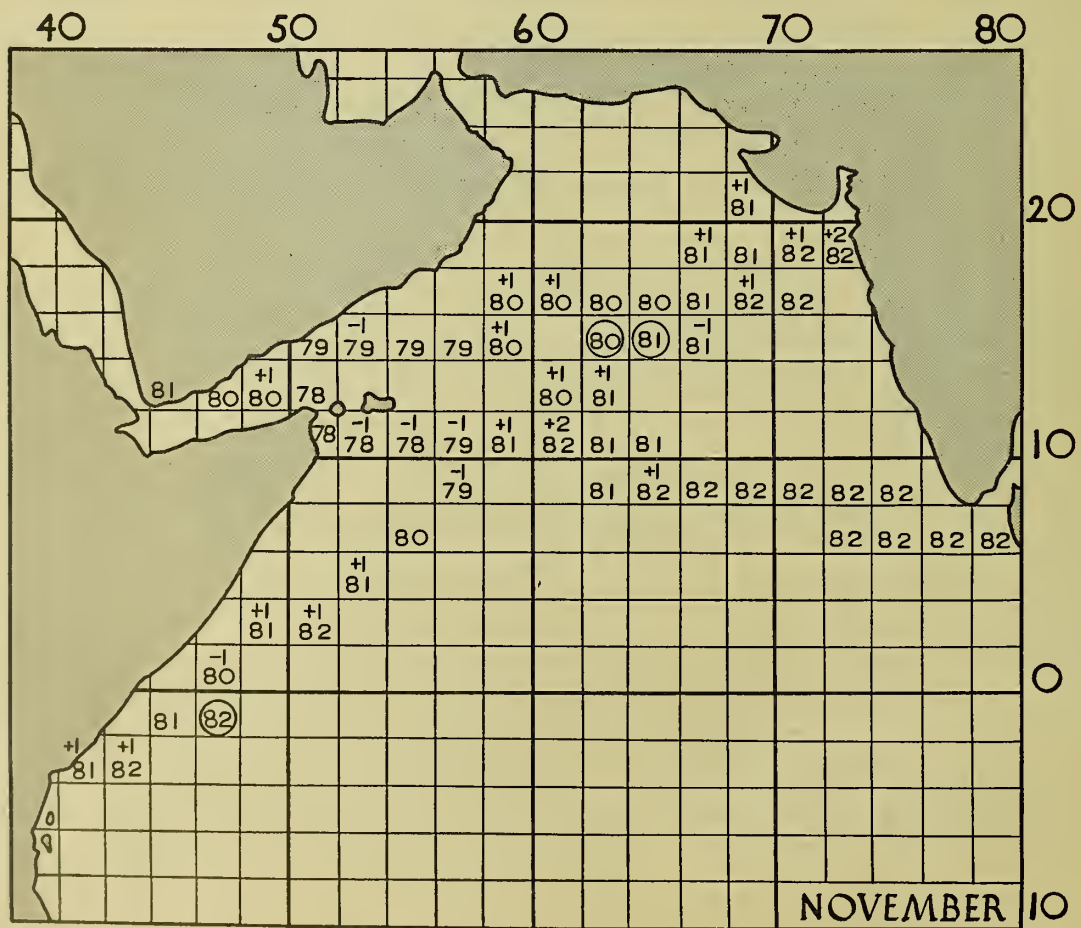 40 50 60 70 80
+1
81
20
+1 +1 +2
81 81 82 82
+1 +1 +1
80 80 80 80 81 82 82
-1 +1 -1
79 79 79 79 80 80 81 81
+1 +1 +1
81 80 80 78 80 81
-1 -1 -1 +1 +2
78 78 78 79 81 82 81 81
10
-1 +1
79 81 82 82 82 82 82 82
80 82 82 82 82
+1
81
+1 +1
81 82
-1
80
0
81 82
+1 +1
81 82
NOVEMBER 10